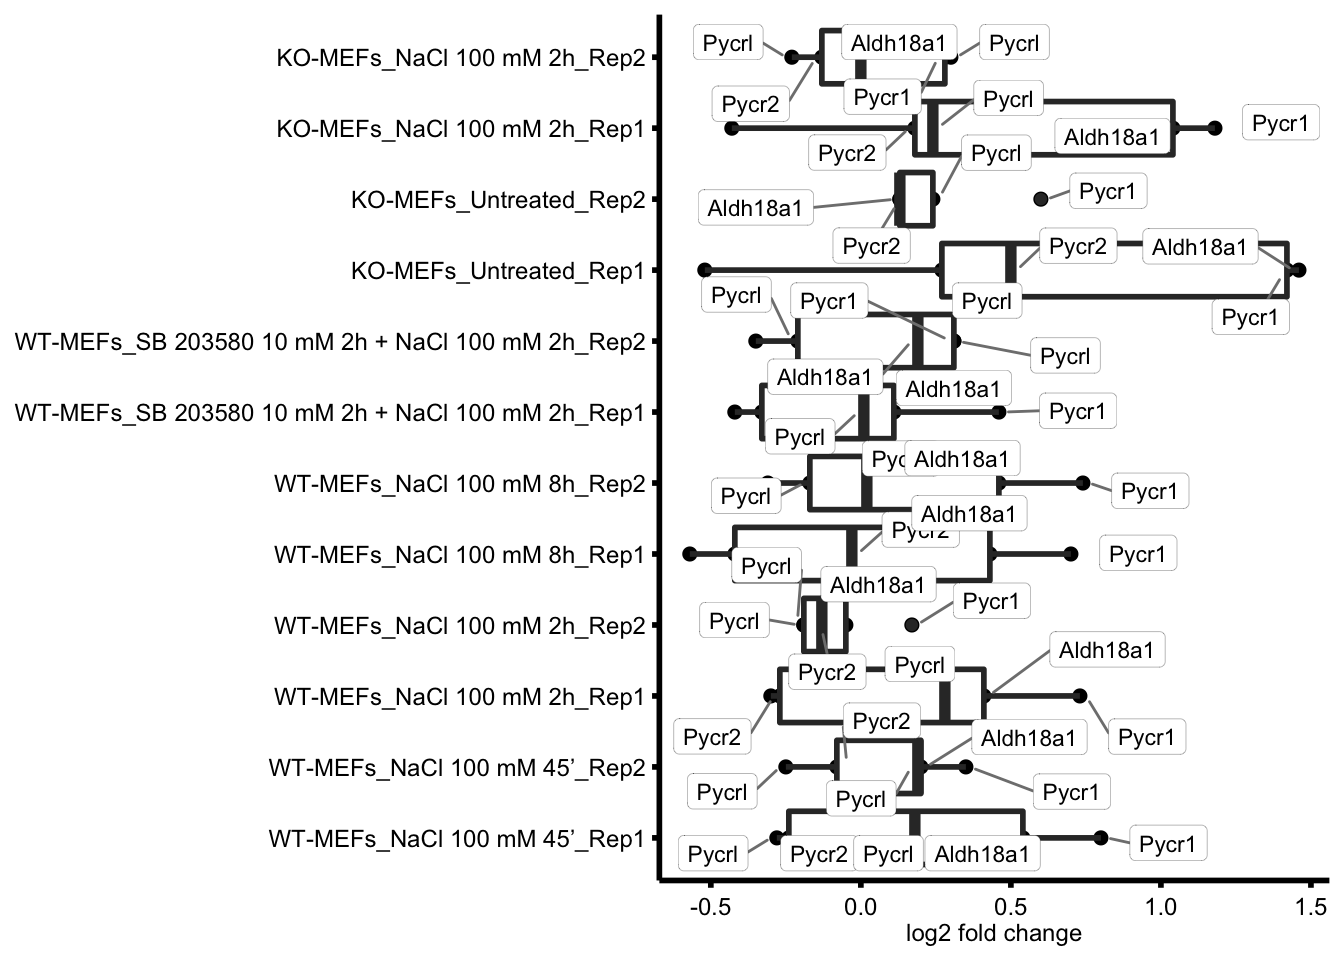 KO-MEFs_NaCl 100 mM 2h_Rep2
Pycrl
Aldh18a1
Pycrl
Pycr2
Pycr1
KO-MEFs_NaCl 100 mM 2h_Rep1
Pycrl
Pycr2
Aldh18a1
Pycr1
KO-MEFs_Untreated_Rep2
Pycrl
Aldh18a1
Pycr1
Pycr2
KO-MEFs_Untreated_Rep1
Pycr2
Aldh18a1
Pycrl
Pycr1
WT-MEFs_SB 203580 10 mM 2h + NaCl 100 mM 2h_Rep2
Pycrl
Pycr1
Pycrl
Aldh18a1
WT-MEFs_SB 203580 10 mM 2h + NaCl 100 mM 2h_Rep1
Aldh18a1
Pycr1
Pycrl
WT-MEFs_NaCl 100 mM 8h_Rep2
Aldh18a1
Pycrl
Pycr1
WT-MEFs_NaCl 100 mM 8h_Rep1
Aldh18a1
Pycr2
Pycrl
Pycr1
WT-MEFs_NaCl 100 mM 2h_Rep2
Aldh18a1
Pycrl
Pycr1
Pycr2
WT-MEFs_NaCl 100 mM 2h_Rep1
Pycrl
Aldh18a1
Pycr2
Pycr1
WT-MEFs_NaCl 100 mM 45’_Rep2
Pycr2
Aldh18a1
Pycrl
Pycrl
Pycr1
WT-MEFs_NaCl 100 mM 45’_Rep1
Pycrl
Pycr2
Pycrl
Aldh18a1
Pycr1
-0.5
0.0
0.5
1.0
1.5
log2 fold change